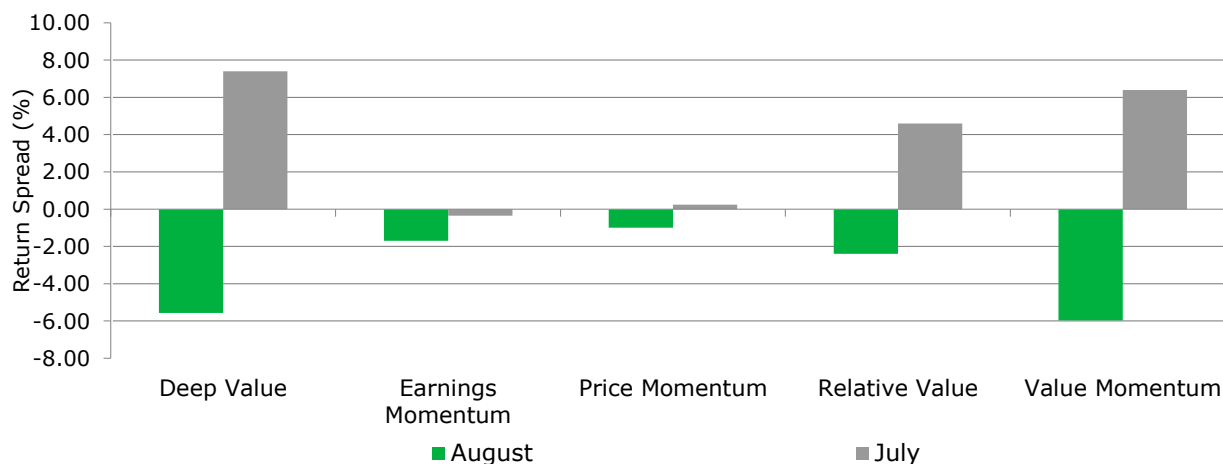 10.00
8.00
6.00
4.00
2.00
0.00
-2.00
-4.00
-6.00
-8.00
Return Spread (%)
Deep Value
Earnings
Momentum
Price Momentum
Relative Value
Value Momentum
August
July